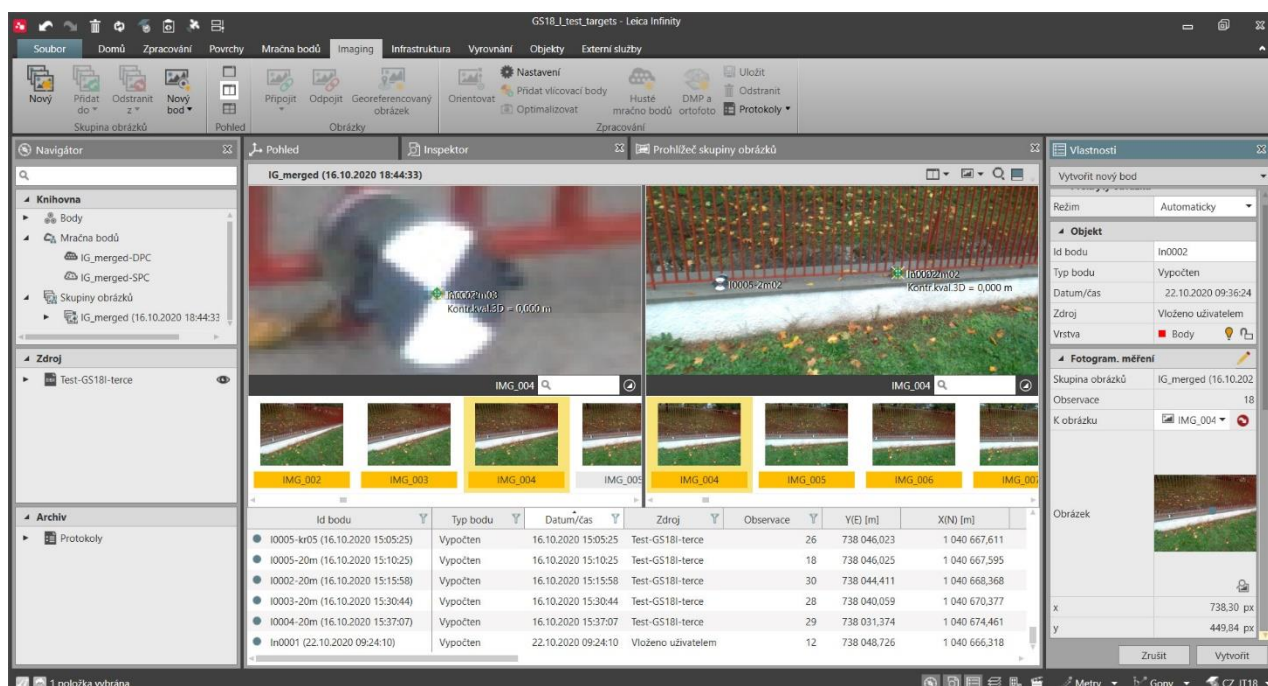 GS18_I_test_targets - Leica Infinity
Soubor Domů Zpracování Povrchy Mračna bodů Imaging Infrastruktura Vyrovnání Objekty Externí služby
Nový
Přidat do
Odstranit z
Nový bod
Skupina obrázků
Pohled
Připojit
Odpojit
Georeferencovaný obrázek
Obrázky
Orientovat
Nastavení
Přidat vlícovací body
Optimalizovat
Husté mračno bodů
DMP a ortofoto
Uložit
Odstranit
Protokoly
Zpracování
Navigátor
Knihovna
Body
Mračna bodů
IG_merged-DPC
IG_merged-SPC
Skupiny obrázků
IG_merged (16.10.2020 18:44:33
Zdroj
Test-GS18I-terce
Archiv
Protokoly
Pohled
Inspektor
Prohlížeč skupiny obrázků
IG_merged (16.10.2020 18:44:33)
Kontr.kval.3D = 0,000 m
I0005-2m02
Kontr.kval.3D = 0,000 m
IMG_004
IMG_004
IMG_002 IMG_003 IMG_004 IMG_005
IMG_004 IMG_005 IMG_006 IMG_007
Id bodu Typ bodu Datum/čas Zdroj Observace Y(E) [m] X(N) [m]
I0005-kr05 (16.10.2020 15:05:25) Vypočten 16.10.2020 15:05:25 Test-GS18I-terce 26 738 046,023 1 040 667,611
I0005-20m (16.10.2020 15:10:25) Vypočten 16.10.2020 15:10:25 Test-GS18I-terce 18 738 046,025 1 040 667,595
I0002-20m (16.10.2020 15:15:58) Vypočten 16.10.2020 15:15:58 Test-GS18I-terce 30 738 044,411 1 040 668,368
I0003-20m (16.10.2020 15:30:44) Vypočten 16.10.2020 15:30:44 Test-GS18I-terce 28 738 040,059 1 040 670,377
I0004-20m (16.10.2020 15:37:07) Vypočten 16.10.2020 15:37:07 Test-GS18I-terce 29 738 031,374 1 040 674,461
In0001 (22.10.2020 09:24:10) Vypočten 22.10.2020 09:24:10 Vloženo uživatelem 12 738 048,726 1 040 666,318
Vlastnosti
Vytvořit nový bod
Režim Automaticky
Objekt
Id bodu In0002
Typ bodu Vypočten
Datum/čas 22.10.2020 09:36:24
Zdroj Vloženo uživatelem
Vrstva Body
Fotogram. měření
Skupina obrázků IG_merged (16.10.202
Observace 18
K obrázku IMG_004
Obrázek
x 738,30 px
y 449,84 px
Zrušit Vytvořit
1 položka vybrána
Metry Gony CZ_JT18